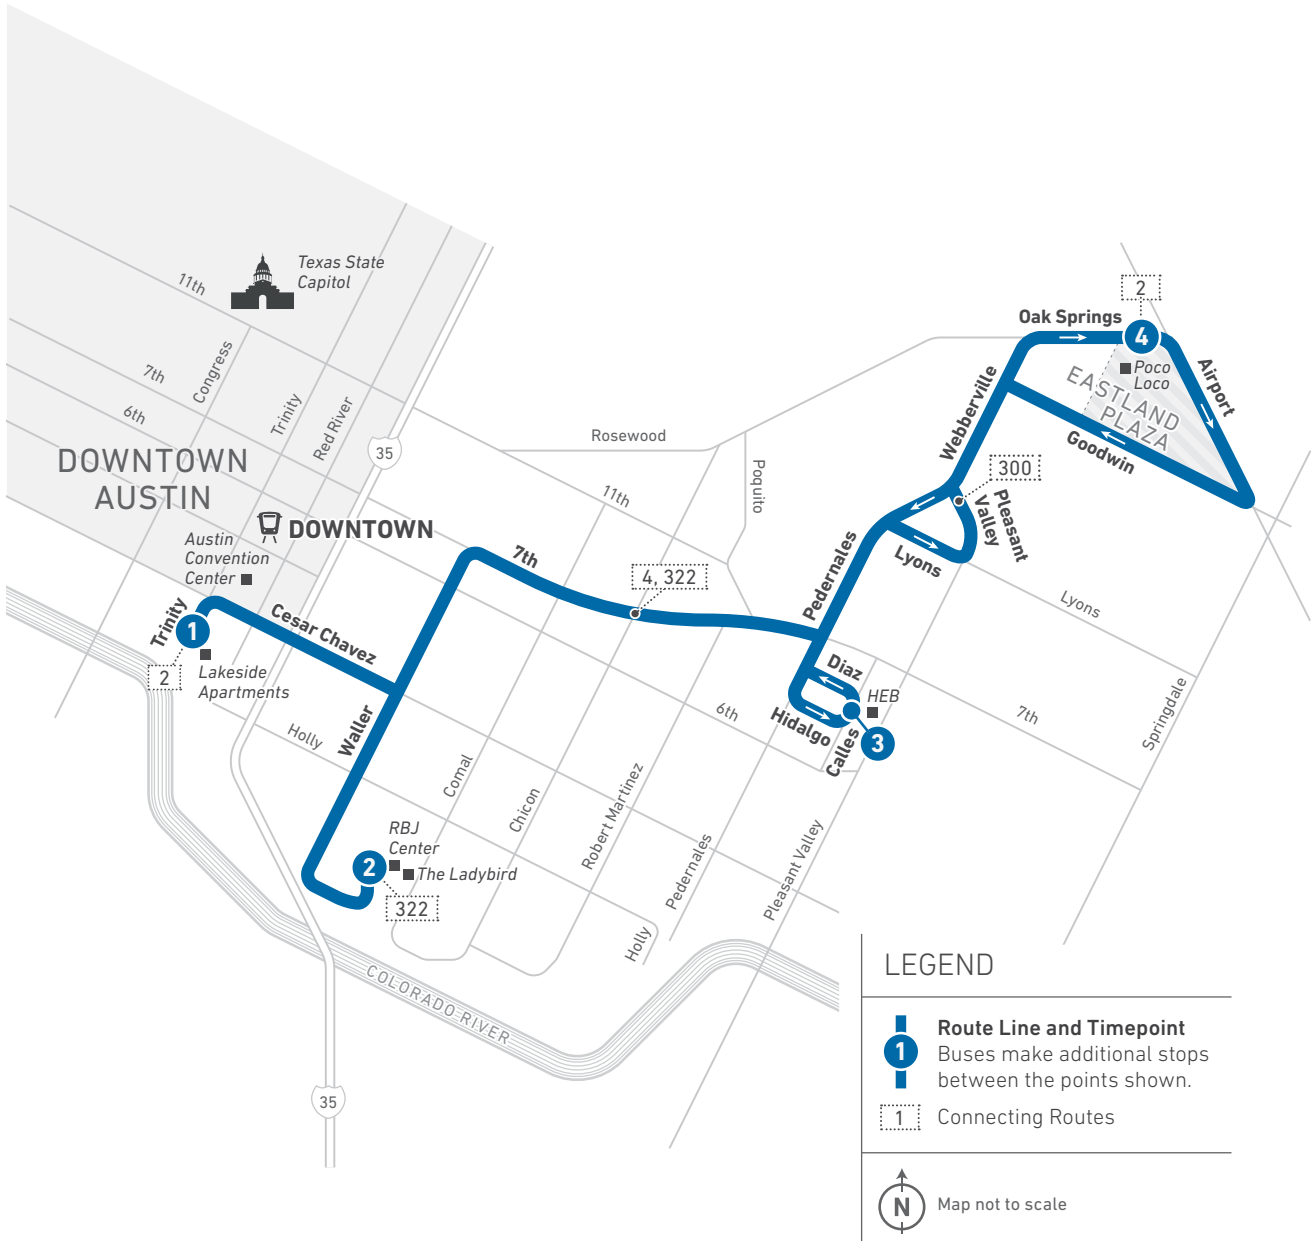 Texas State
Capitol
11th
7th
6th
Congress
Trinity
Red River
35
DOWNTOWN
AUSTIN
DOWNTOWN
Austin
Convention
Center
Trinity
1
2
Lakeside
Apartments
Cesar Chavez
Waller
Holly
RBJ
Center
2
The Ladybird
322
7th
4, 322
Rosewood
11th
Poquito
Comal
Chicon
Robert Martinez
6th
Pedernales
Pleasant Valley
Holly
COLORADO RIVER
35
Pedernales
Diaz
Hidalgo
Calles
HEB
3
7th
Springdale
Lyons
Lyons
Pleasant
Valley
300
Webberville
Oak Springs
2
4
Poco
Loco
EASTLAND
PLAZA
Airport
Goodwin
LEGEND
1
Route Line and Timepoint
Buses make additional stops
between the points shown.
1
Connecting Routes
N
Map not to scale